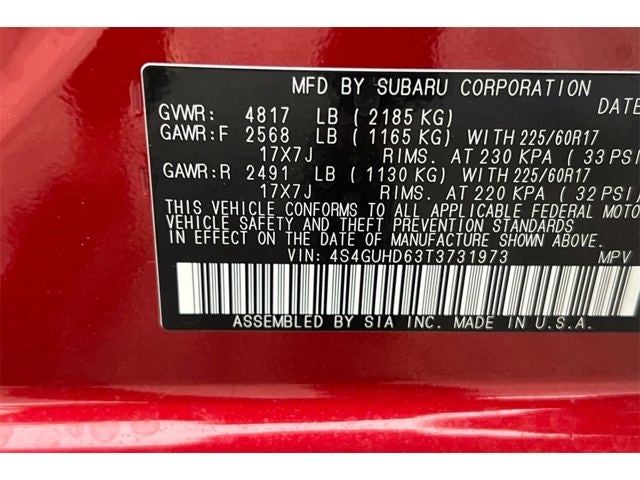 MFD BY SUBARU CORPORATION DATE
GVWR: 4817 LB ( 2185 KG)
GAWR: F 2568 LB ( 1165 KG) WITH 225/60R17
17X7J RIMS. AT 230 KPA ( 33 PSI
GAWR: R 2491 LB ( 1130 KG) WITH 225/60R17
17X7J RIMS. AT 220 KPA ( 32 PSI)
THIS VEHICLE CONFORMS TO ALL APPLICABLE FEDERAL MOTO
VEHICLE SAFETY AND THEFT PREVENTION STANDARDS
IN EFFECT ON THE DATE OF MANUFACTURE SHOWN ABOVE.
VIN: 4S4GUHD63T3731973 MPV
ASSEMBLED BY SIA INC. MADE IN U.S.A.